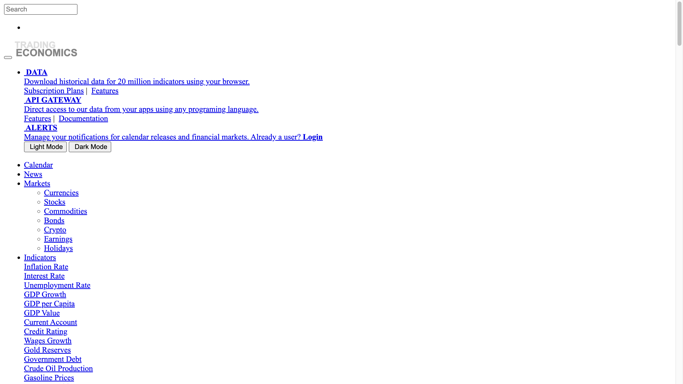 Search
TRADING
ECONOMICS
DATA
Download historical data for 20 million indicators using your browser.
Subscription Plans | Features
API GATEWAY
Direct access to our data from your apps using any programing language.
Features | Documentation
ALERTS
Manage your notifications for calendar releases and financial markets. Already a user? Login
Light Mode Dark Mode
Calendar
News
Markets
Currencies
Stocks
Commodities
Bonds
Crypto
Earnings
Holidays
Indicators
Inflation Rate
Interest Rate
Unemployment Rate
GDP Growth
GDP per Capita
GDP Value
Current Account
Credit Rating
Wages Growth
Gold Reserves
Government Debt
Crude Oil Production
Gasoline Prices